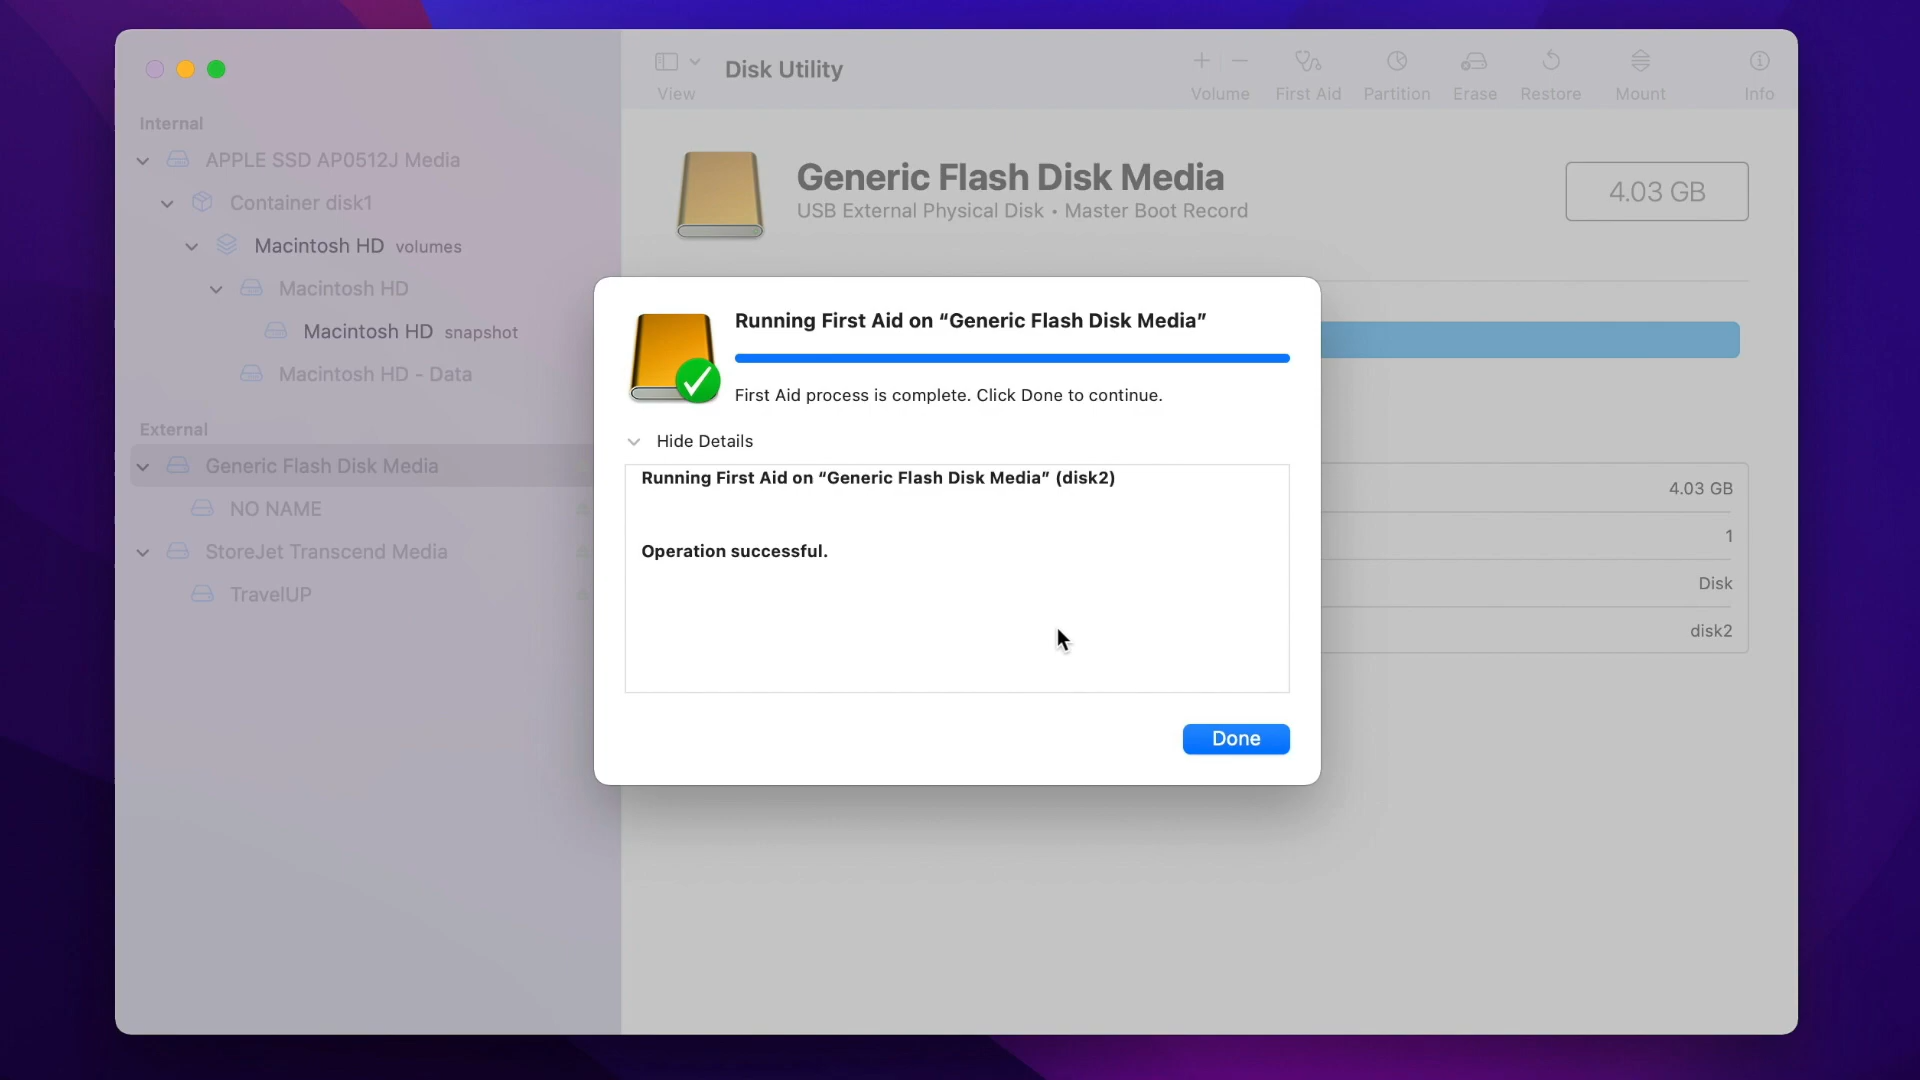 Disk Utility
View
Volume
First Aid
Partition
Erase
Restore
Mount
Info
Internal
APPLE SSD AP0512J Media
Container disk1
Macintosh HD volumes
Macintosh HD
Macintosh HD snapshot
Macintosh HD - Data
External
Generic Flash Disk Media
NO NAME
StoreJet Transcend Media
TravelUP
Generic Flash Disk Media
USB External Physical Disk • Master Boot Record
4.03 GB
Running First Aid on “Generic Flash Disk Media”
First Aid process is complete. Click Done to continue.
Hide Details
Running First Aid on “Generic Flash Disk Media” (disk2)
Operation successful.
Done
4.03 GB
1
Disk
disk2